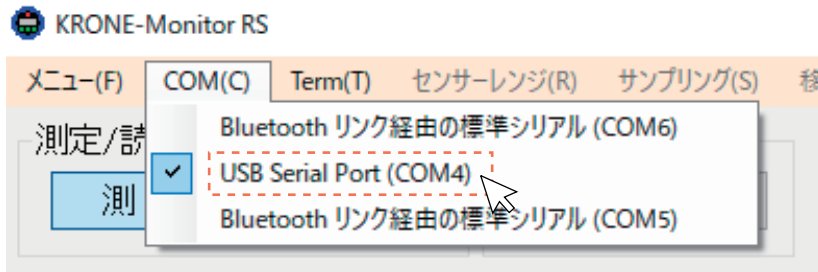 KRONE-Monitor RS
メニュー(F) COM(C) Term(T) センサーレンジ(R) サンプリング(S) 移
測定/読
Bluetooth リンク経由の標準シリアル (COM6)
USB Serial Port (COM4)
測
Bluetooth リンク経由の標準シリアル (COM5)